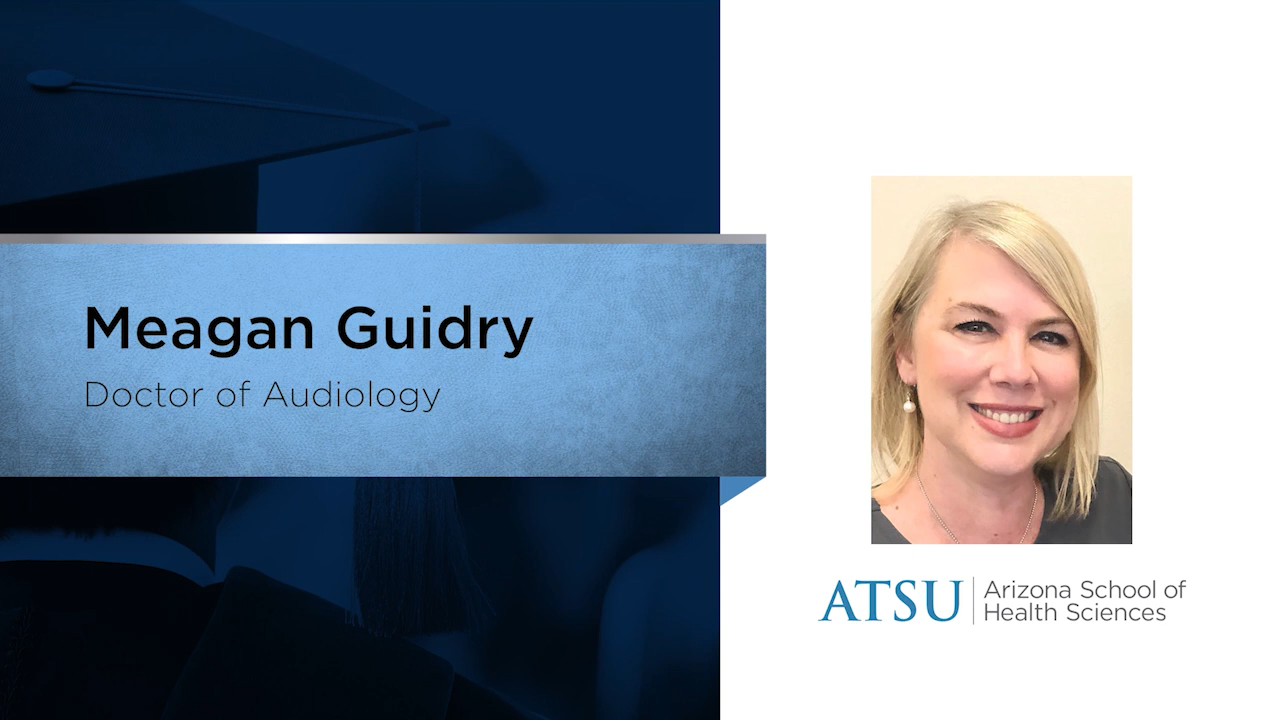 Meagan Guidry
Doctor of Audiology
ATSU
Arizona School of
Health Sciences